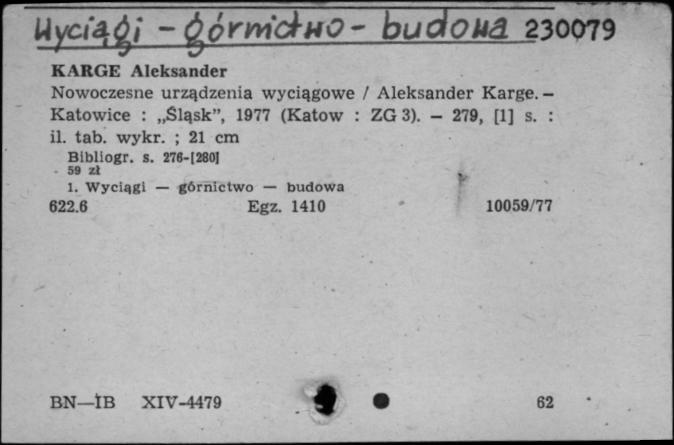 Wyciągi - górnictwo - budowa 230079
KARGE Aleksander
Nowoczesne urządzenia wyciągowe / Aleksander Karge. —
Katowice : „Śląsk”, 1977 (Katow : ZG 3). — 279, [1] s. :
il. tab. wykr. ; 21 cm
Bibliogr. s. 276-[280]
59 zł
1. Wyciągi — górnictwo — budowa
622.6 Egz. 1410 10059/77
BN—IB XIV-4479 62